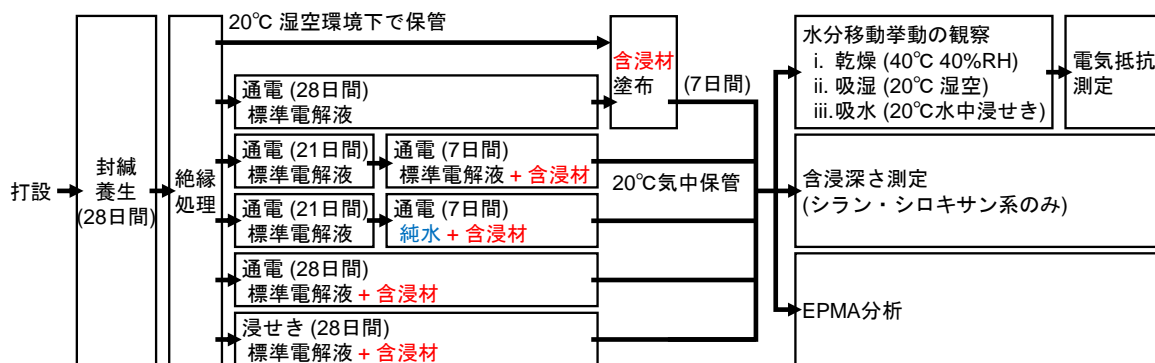 打設
封緘
養生
(28日間)
絶縁
処理
20℃ 湿空環境下で保管
通電 (28日間)
標準電解液
通電 (21日間)
標準電解液
通電 (7日間)
標準電解液 + 含浸材
通電 (21日間)
標準電解液
通電 (7日間)
純水 + 含浸材
通電 (28日間)
標準電解液 + 含浸材
浸せき (28日間)
標準電解液 + 含浸材
含浸材
塗布
(7日間)
20℃気中保管
水分移動挙動の観察
i. 乾燥 (40℃ 40%RH)
ii. 吸湿 (20℃ 湿空)
iii.吸水 (20℃水中浸せき)
電気抵抗
測定
含浸深さ測定
(シラン・シロキサン系のみ)
EPMA分析